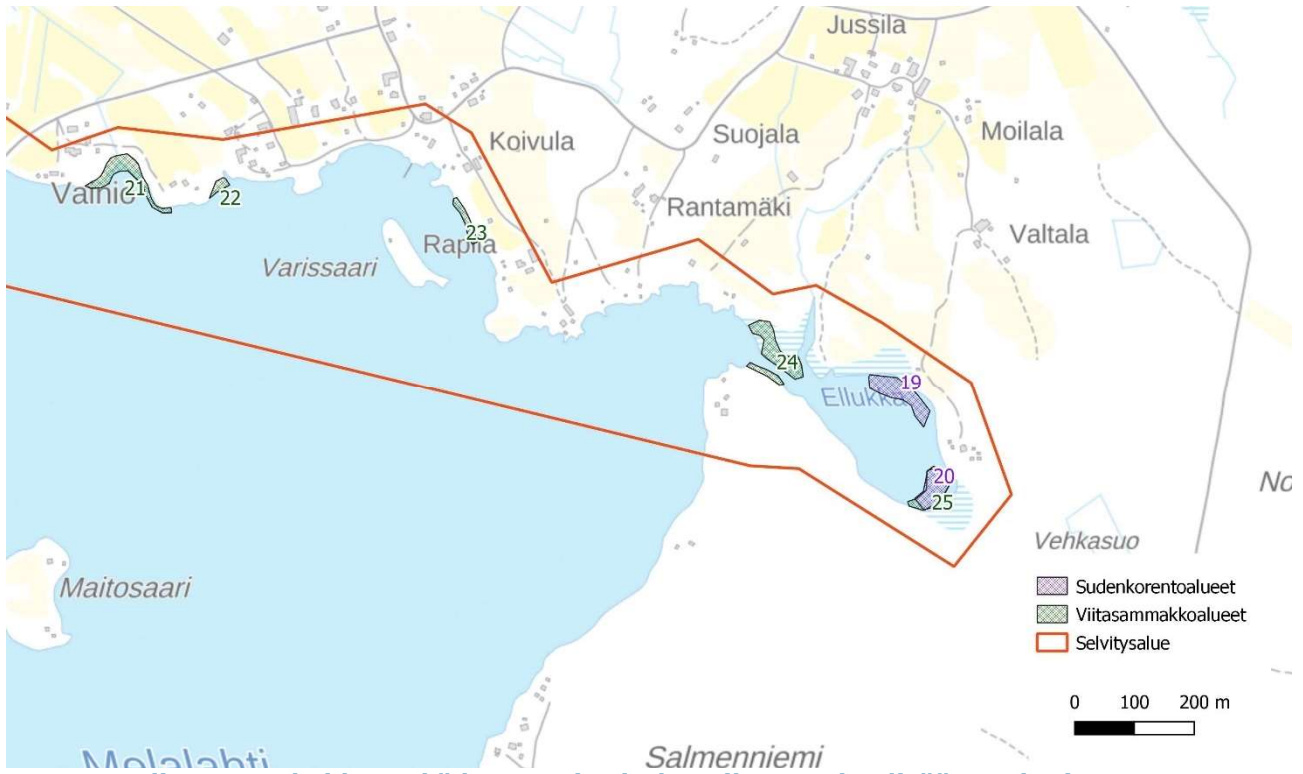 Jussila
Koivula
Suojala
Moilala
21
Vainio
22
Rantamäki
23
Rapila
Valtala
Varissaari
24
19
Ellukka
20
25
No
Vehkasuo
Maitosaari
Sudenkorentoalueet
Viitasammakkoalueet
Selvitysalue
0 100 200 m
Molalahti
Salmenniemi